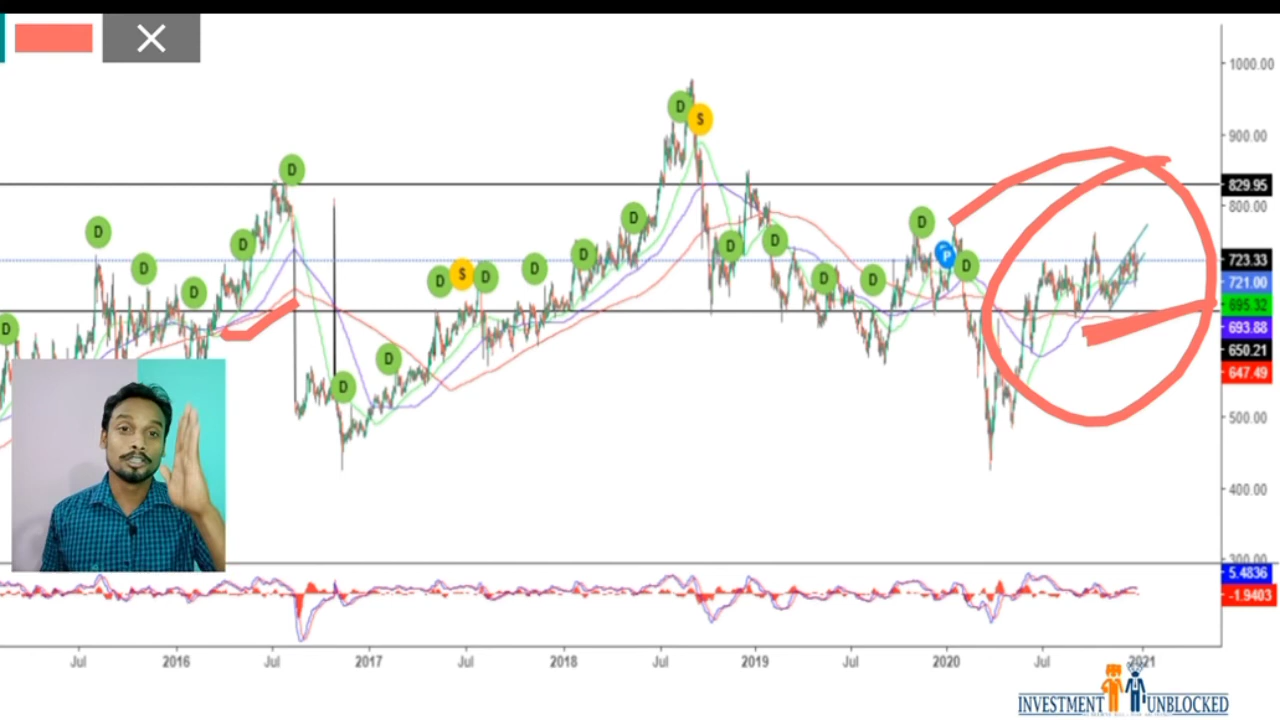 1000.00
D
$
900.00
D
829.95
800.00
D
D
D
D
D
D
D
D
D
P
D
723.33
D
$
D
D
D
D
721.00
D
695.32
D
693.88
650.21
D
647.49
D
500.00
400.00
300.00
5.4836
-1.9403
Jul
2016
Jul
2017
Jul
2018
Jul
2019
Jul
2020
Jul
2021
INVESTMENT UNBLOCKED